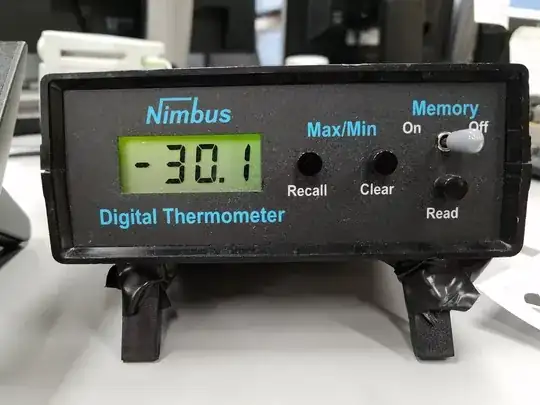 Nimbus
Memory
On Off
Max/Min
-30.1
Recall Clear
Read
Digital Thermometer